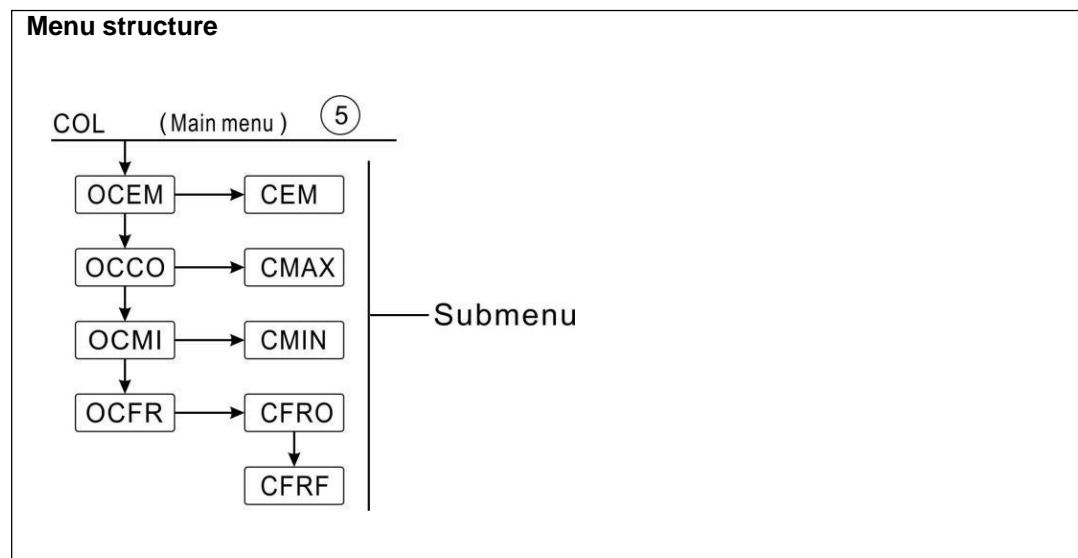 Menu structure
COL (Main menu) 5
OCEM CEM
OCCO CMAX
OCMI CMIN
Submenu
OCFR CFRO
CFRF